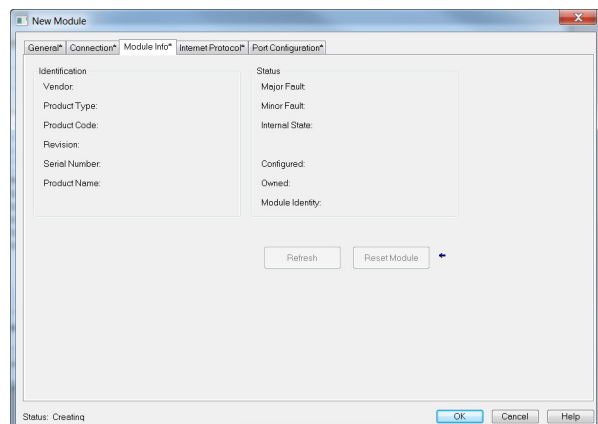 New Module
General* Connection* Module Info* Internet Protocol* Port Configuration*
Identification
Vendor:
Product Type:
Product Code:
Revision:
Serial Number:
Product Name:
Status
Major Fault:
Minor Fault:
Internal State:
Configured:
Owned:
Module Identity:
Refresh Reset Module
Status: Creating OK Cancel Help